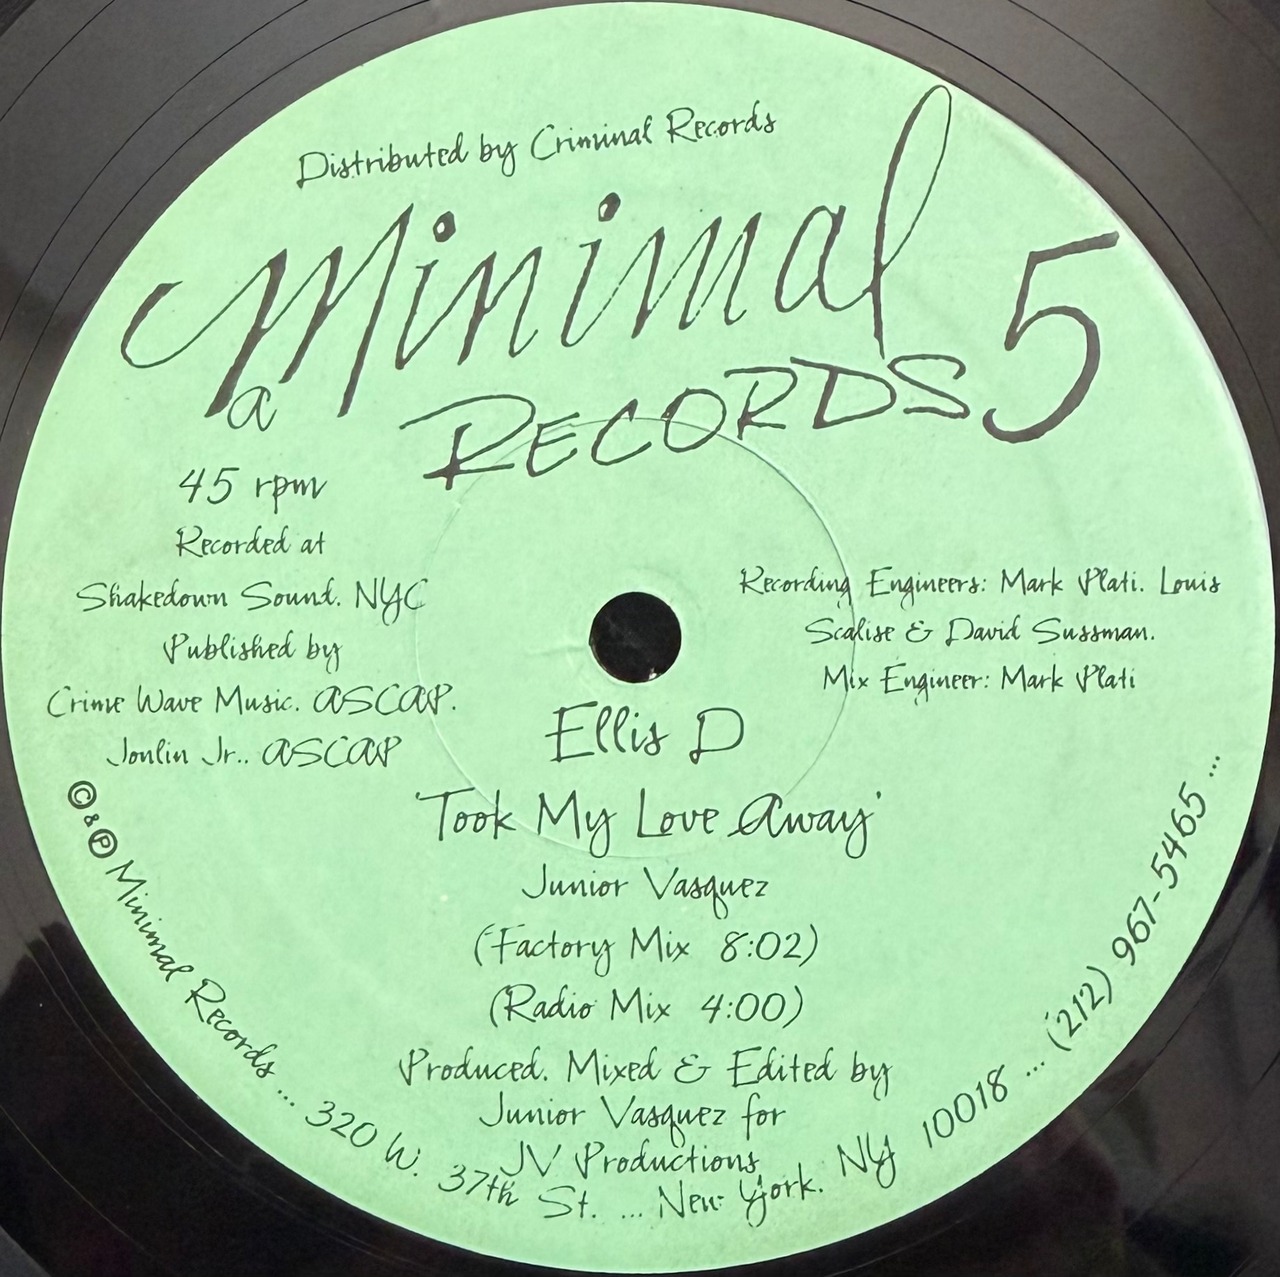 Distributed by Criminal Records
Minimal 5
RECORDS
a
45 rpm
Recorded at
Shakedown Sound. NYC
Published by
Crime Wave Music. ASCAP.
Jonlin Jr.. ASCAP
Recording Engineers: Mark Plati. Louis
Scalise & David Sussman.
Mix Engineer: Mark Plati
Ellis D
'Took My Love Away'
Junior Vasquez
(Factory Mix 8:02)
(Radio Mix 4:00)
Produced. Mixed & Edited by
Junior Vasquez for
JV Productions
© & ℗ Minimal Records ... 320 W. 37th St. ... New York. NY 10018 ... (212) 967-5465 ...